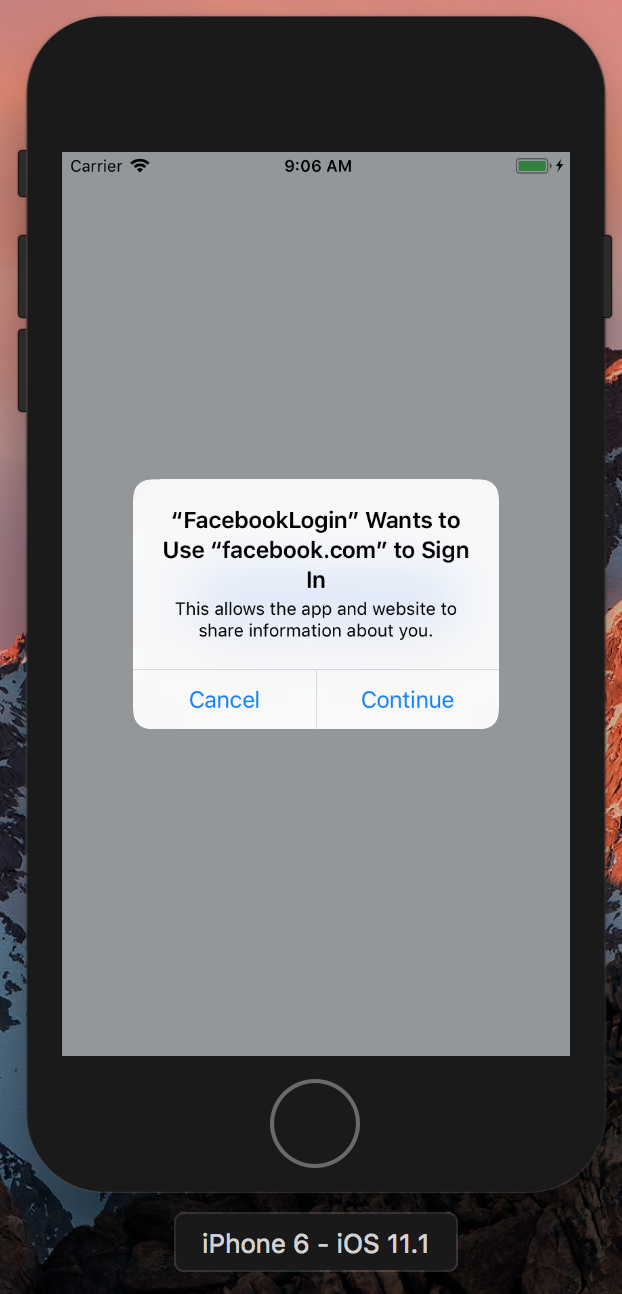 Carrier 9:06 AM
“FacebookLogin” Wants to
Use “facebook.com” to Sign
In
This allows the app and website to
share information about you.
Cancel Continue
iPhone 6 - iOS 11.1